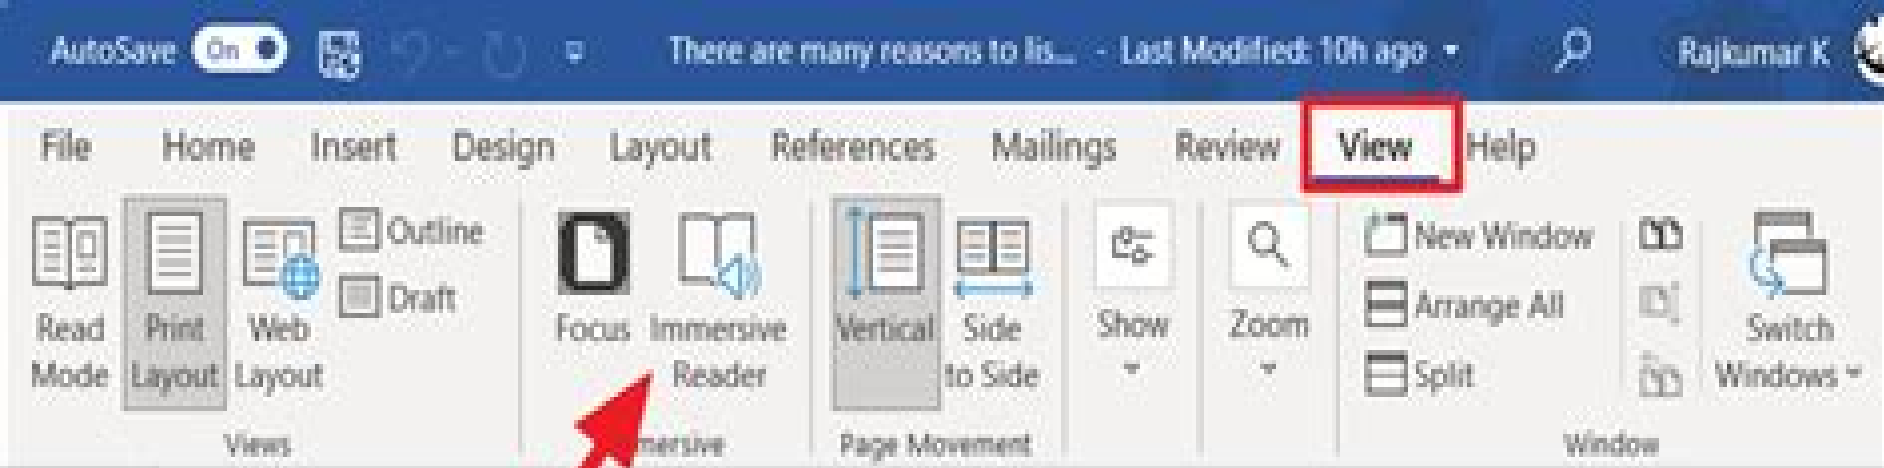 AutoSave On There are many reasons to lis... - Last Modified: 10h ago Rajkumar K
File Home Insert Design Layout References Mailings Review View Help
Read Mode
Print Layout
Web Layout
Outline
Draft
Views
Focus
Immersive Reader
mersive
Vertical
Side to Side
Page Movement
Show
Zoom
New Window
Arrange All
Split
Switch Windows
Window